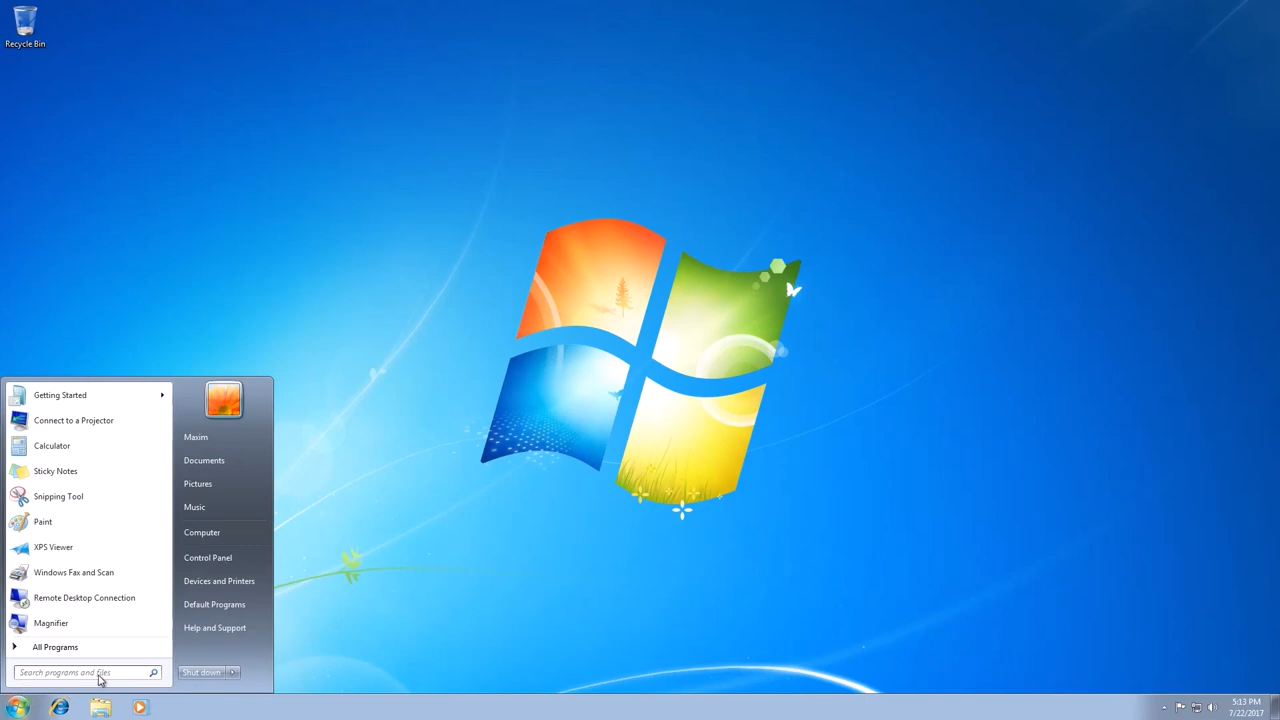 Recycle Bin
Getting Started
Connect to a Projector
Calculator
Sticky Notes
Snipping Tool
Paint
XPS Viewer
Windows Fax and Scan
Remote Desktop Connection
Magnifier
All Programs
Search programs and files
Maxim
Documents
Pictures
Music
Computer
Control Panel
Devices and Printers
Default Programs
Help and Support
Shut down
5:13 PM
7/22/2017